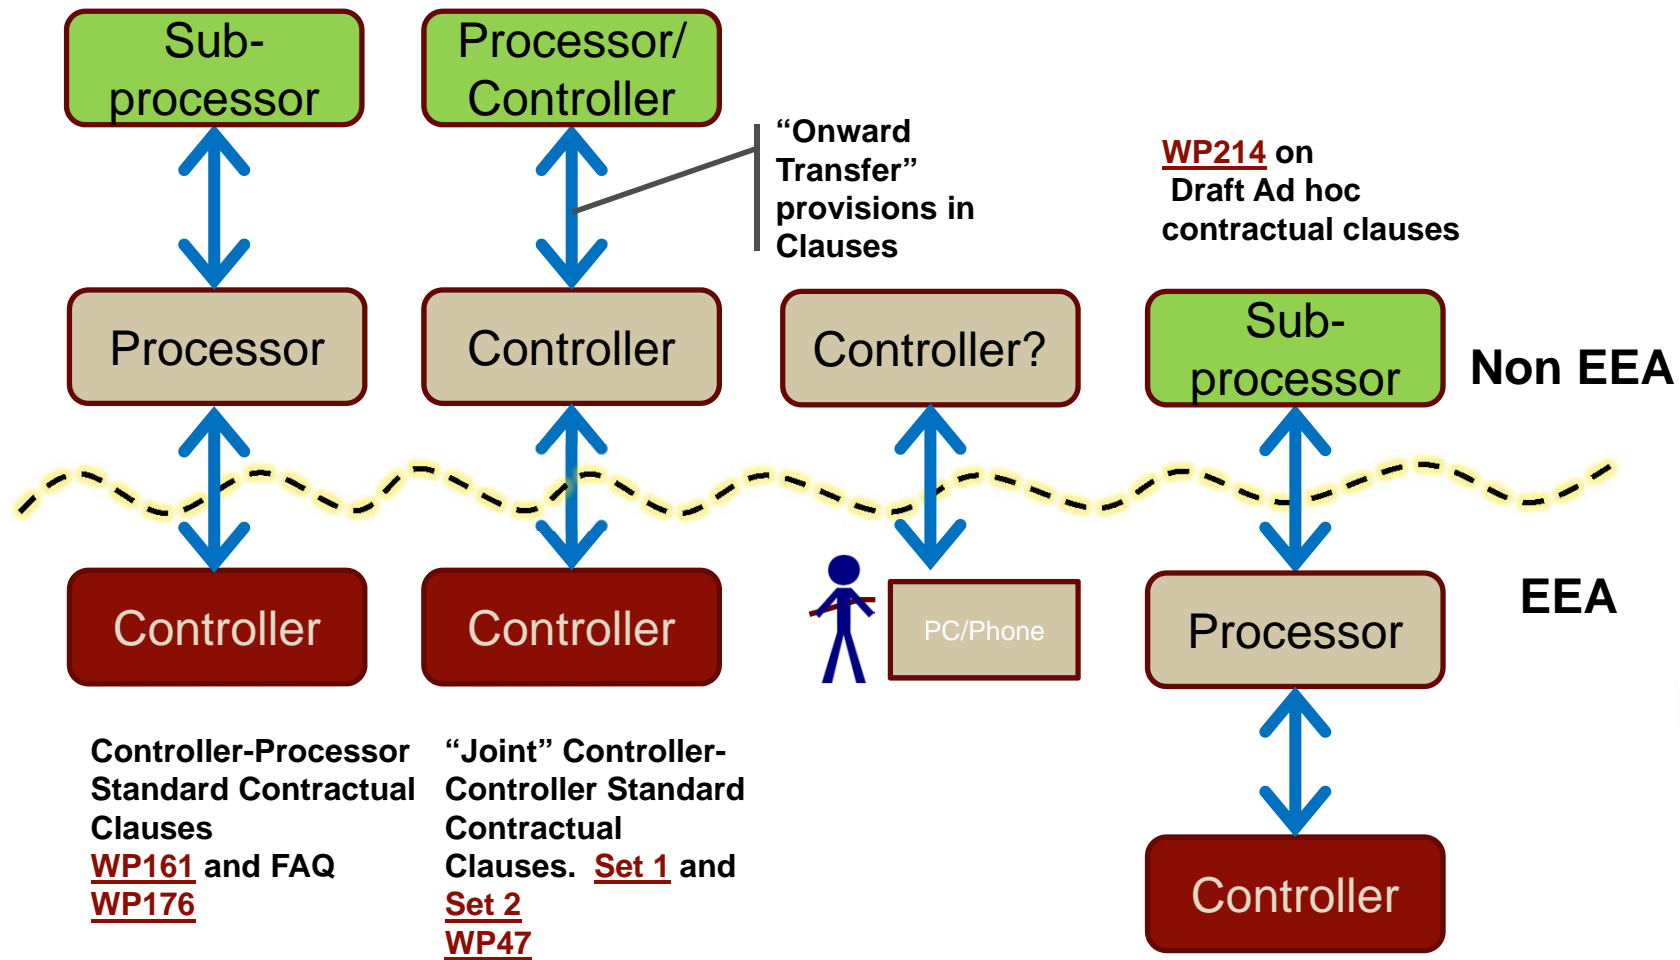 Sub-
processor
Processor/
Controller
“Onward
Transfer”
provisions in
Clauses
WP214 on
Draft Ad hoc
contractual clauses
Processor
Controller
Controller?
Sub-
processor
Non EEA
Controller
Controller
PC/Phone
Processor
EEA
Controller-Processor
Standard Contractual
Clauses
WP161 and FAQ
WP176
“Joint” Controller-
Controller Standard
Contractual
Clauses. Set 1 and
Set 2
WP47
Controller